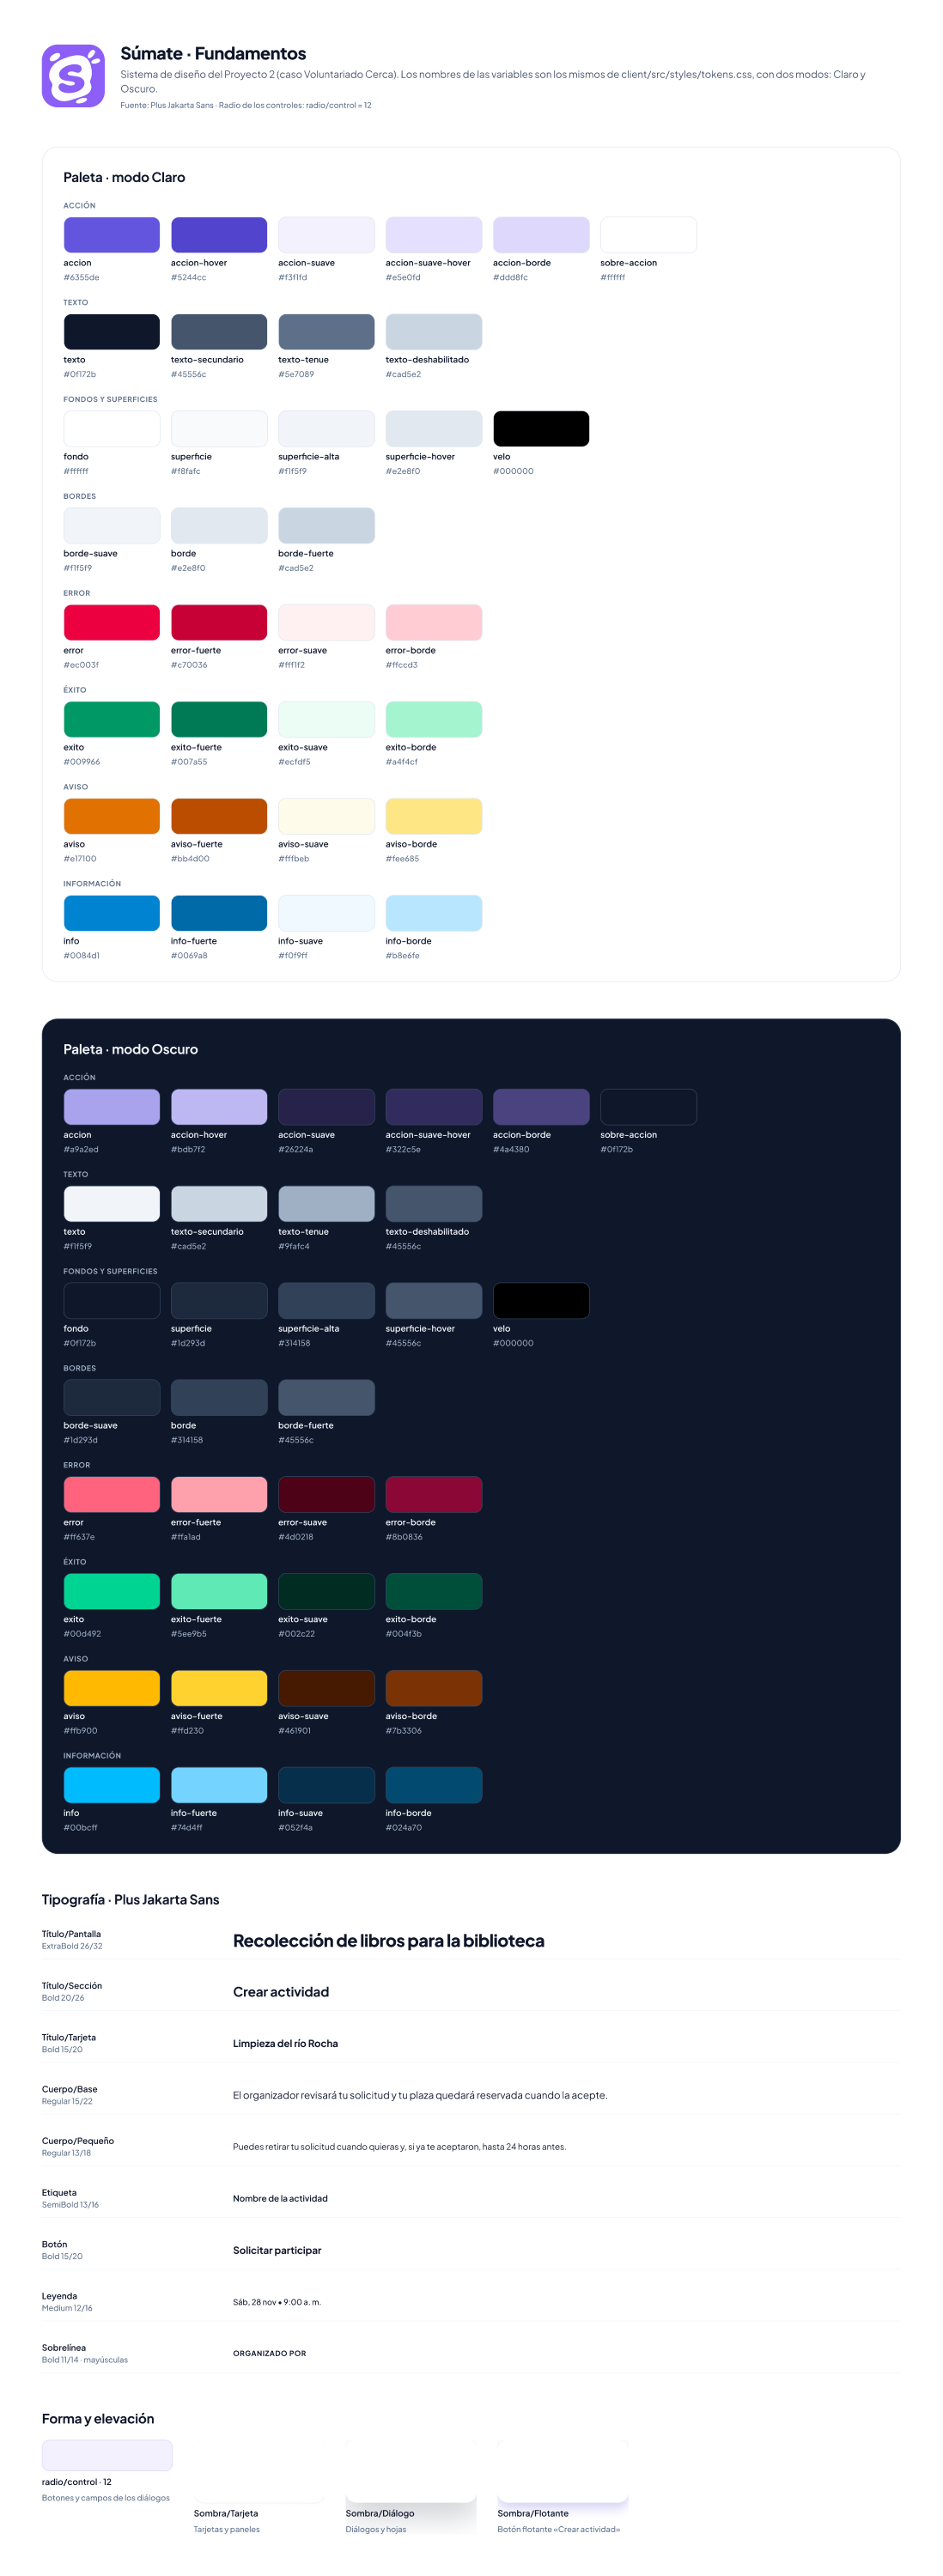 Súmate · Fundamentos
Sistema de diseño del Proyecto 2 (caso Voluntariado Cerca). Los nombres de las variables son los mismos de client/src/styles/tokens.css, con dos modos: Claro y
Oscuro.
Fuente: Plus Jakarta Sans · Radio de los controles: radio/control = 12
Paleta · modo Claro
ACCIÓN
accion accion-hover accion-suave accion-suave-hover accion-borde sobre-accion
#6355de #5244cc #f3f1fd #e5e0fd #ddd8fc #ffffff
TEXTO
texto texto-secundario texto-tenue texto-deshabilitado
#0f172b #45556c #5e7089 #cad5e2
FONDOS Y SUPERFICIES
fondo superficie superficie-alta superficie-hover velo
#ffffff #f8fafc #f1f5f9 #e2e8f0 #000000
BORDES
borde-suave borde borde-fuerte
#f1f5f9 #e2e8f0 #cad5e2
ERROR
error error-fuerte error-suave error-borde
#ec003f #c70036 #fff1f2 #ffccd3
ÉXITO
exito exito-fuerte exito-suave exito-borde
#009966 #007a55 #ecfdf5 #a4f4cf
AVISO
aviso aviso-fuerte aviso-suave aviso-borde
#e17100 #bb4d00 #fffbeb #fee685
INFORMACIÓN
info info-fuerte info-suave info-borde
#0084d1 #0069a8 #f0f9ff #b8e6fe
Paleta · modo Oscuro
ACCIÓN
accion accion-hover accion-suave accion-suave-hover accion-borde sobre-accion
#a9a2ed #bdb7f2 #26224a #322c5e #4a4380 #0f172b
TEXTO
texto texto-secundario texto-tenue texto-deshabilitado
#f1f5f9 #cad5e2 #9fafc4 #45556c
FONDOS Y SUPERFICIES
fondo superficie superficie-alta superficie-hover velo
#0f172b #1d293d #314158 #45556c #000000
BORDES
borde-suave borde borde-fuerte
#1d293d #314158 #45556c
ERROR
error error-fuerte error-suave error-borde
#ff637e #ffa1ad #4d0218 #8b0836
ÉXITO
exito exito-fuerte exito-suave exito-borde
#00d492 #5ee9b5 #002c22 #004f3b
AVISO
aviso aviso-fuerte aviso-suave aviso-borde
#ffb900 #ffd230 #461901 #7b3306
INFORMACIÓN
info info-fuerte info-suave info-borde
#00bcff #74d4ff #052f4a #024a70
Tipografía · Plus Jakarta Sans
Título/Pantalla
ExtraBold 26/32
Recolección de libros para la biblioteca
Título/Sección
Bold 20/26
Crear actividad
Título/Tarjeta
Bold 15/20
Limpieza del río Rocha
Cuerpo/Base
Regular 15/22
El organizador revisará tu solicitud y tu plaza quedará reservada cuando la acepte.
Cuerpo/Pequeño
Regular 13/18
Puedes retirar tu solicitud cuando quieras y, si ya te aceptaron, hasta 24 horas antes.
Etiqueta
SemiBold 13/16
Nombre de la actividad
Botón
Bold 15/20
Solicitar participar
Leyenda
Medium 12/16
Sáb, 28 nov • 9:00 a. m.
Sobrelínea
Bold 11/14 · mayúsculas
ORGANIZADO POR
Forma y elevación
radio/control · 12
Botones y campos de los diálogos
Sombra/Tarjeta
Tarjetas y paneles
Sombra/Diálogo
Diálogos y hojas
Sombra/Flotante
Botón flotante «Crear actividad»